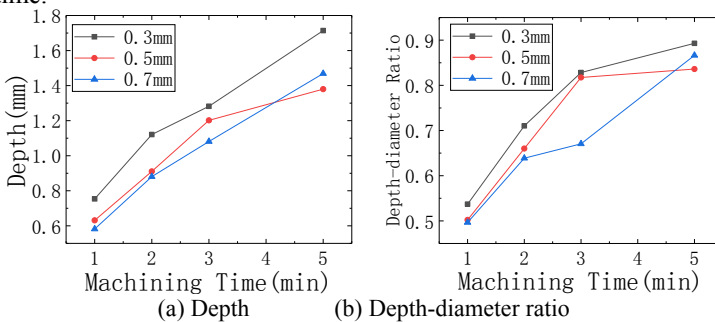 time.
1.8
1.6
1.4
1.2
1.0
0.8
0.6
Depth(mm)
0.3mm
0.5mm
0.7mm
1 2 3 4 5
Machining Time(min)
(a) Depth
0.9
0.8
0.7
0.6
0.5
Depth-diameter Ratio
0.3mm
0.5mm
0.7mm
1 2 3 4 5
Machining Time(min)
(b) Depth-diameter ratio